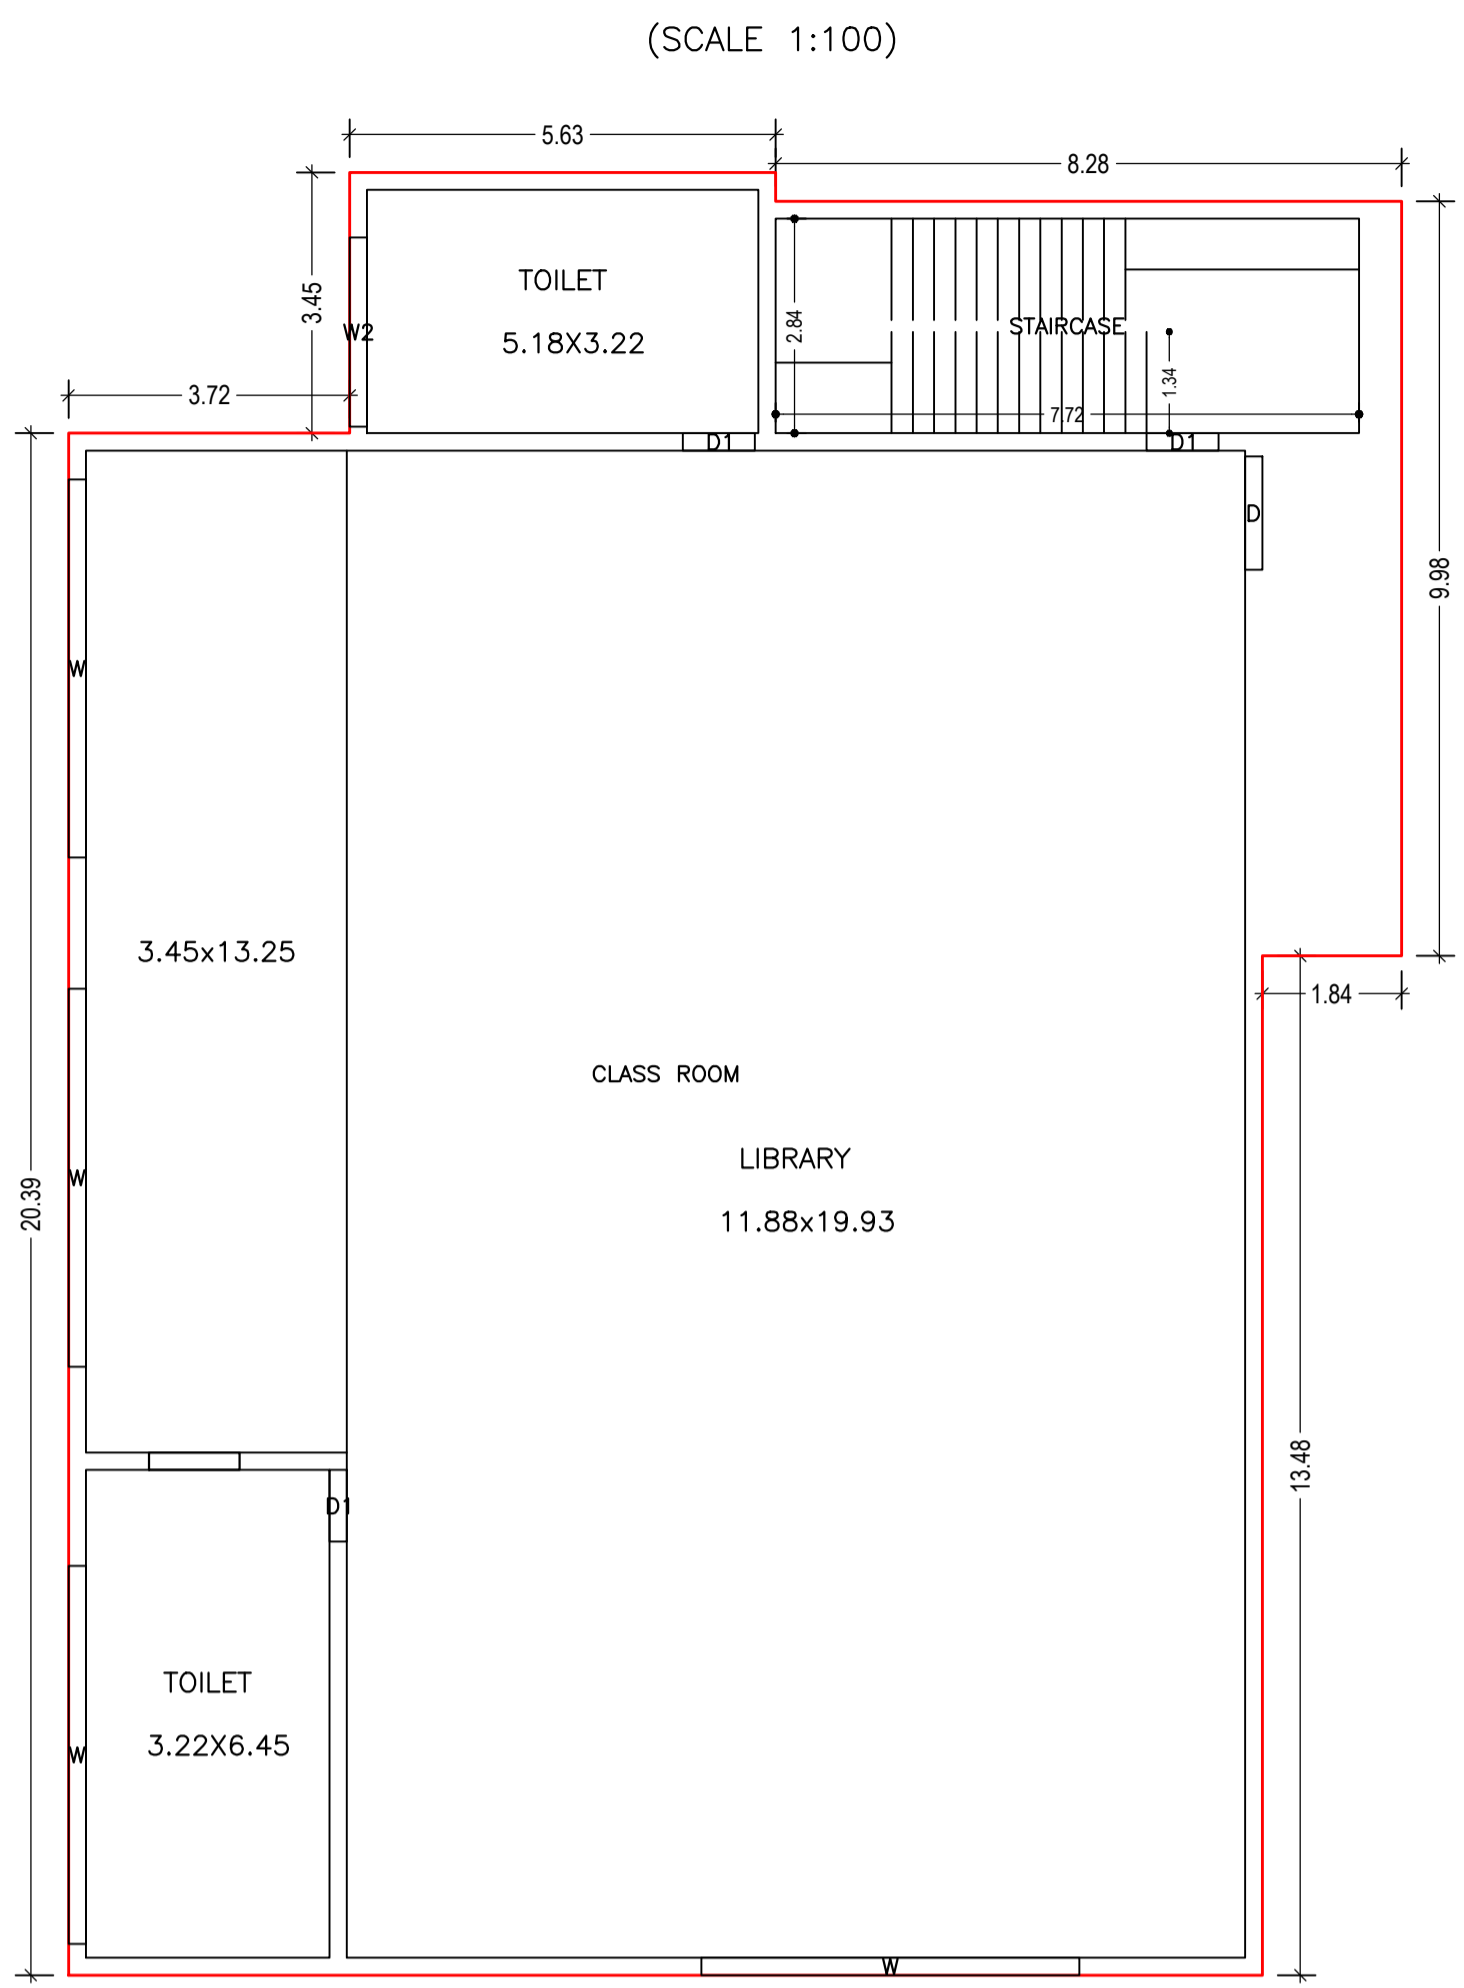 (SCALE 1:100)
5.63
8.28
TOILET
5.18X3.22
3.45
W2
2.84
STAIRCASE
1.34
7.72
3.72
D1
D1
D
9.98
W
3.45x13.25
1.84
CLASS ROOM
LIBRARY
11.88x19.93
W
20.39
13.48
D1
TOILET
3.22X6.45
W
W